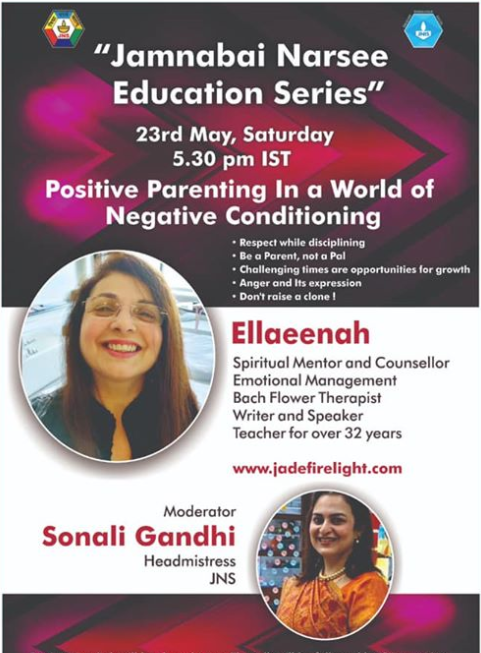 JNS
JNS
"Jamnabai Narsee
Education Series"
23rd May, Saturday
5.30 pm IST
Positive Parenting In a World of
Negative Conditioning
• Respect while disciplining
• Be a Parent, not a Pal
• Challenging times are opportunities for growth
• Anger and Its expression
• Don't raise a clone !
Ellaeenah
Spiritual Mentor and Counsellor
Emotional Management
Bach Flower Therapist
Writer and Speaker
Teacher for over 32 years
www.jadefirelight.com
Moderator
Sonali Gandhi
Headmistress
JNS